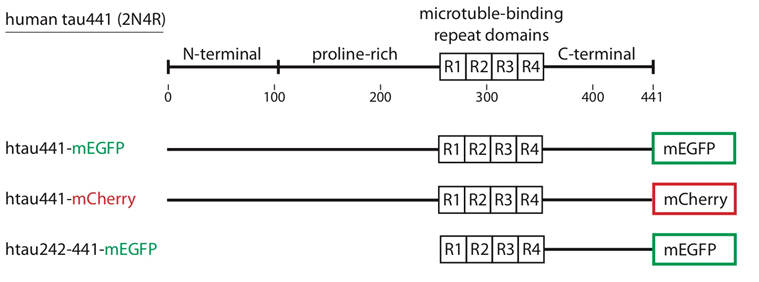 human tau441 (2N4R)
microtuble-binding
repeat domains
N-terminal proline-rich C-terminal
R1 R2 R3 R4
0 100 200 300 400 441
htau441-mEGFP R1 R2 R3 R4 mEGFP
htau441-mCherry R1 R2 R3 R4 mCherry
htau242-441-mEGFP R1 R2 R3 R4 mEGFP